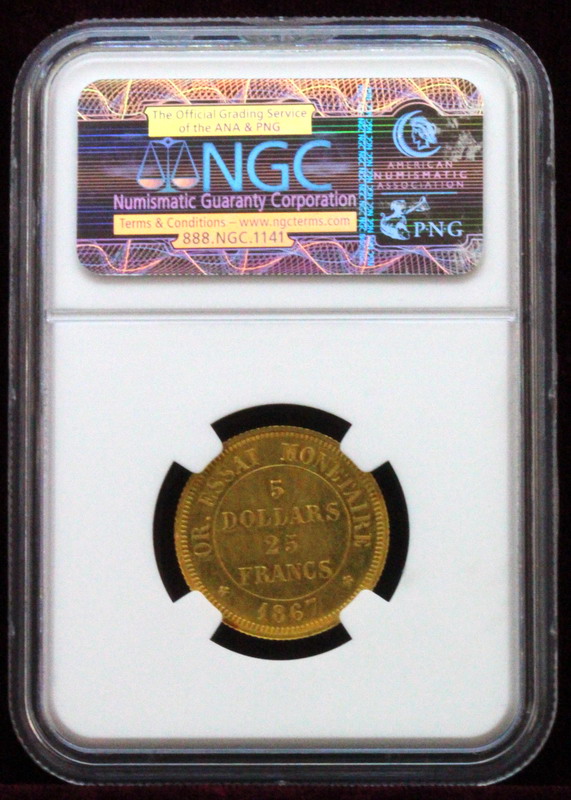 The Official Grading Service
of the ANA & PNG
NGC
Numismatic Guaranty Corporation
Terms & Conditions – www.ngcterms.com
888.NGC.1141
AMERICAN
NUMISMATIC
ASSOCIATION
PNG
OR. ESSAI MONETAIRE
5
DOLLARS
25
FRANCS
* 1867 *